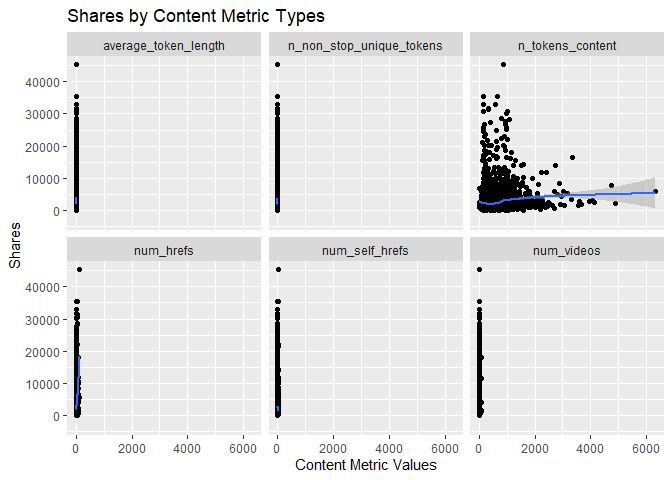 Shares by Content Metric Types
average_token_length n_non_stop_unique_tokens n_tokens_content
40000
30000
20000
10000
0
num_hrefs num_self_hrefs num_videos
40000
30000
20000
10000
0
Shares
0 2000 4000 6000 0 2000 4000 6000 0 2000 4000 6000
Content Metric Values